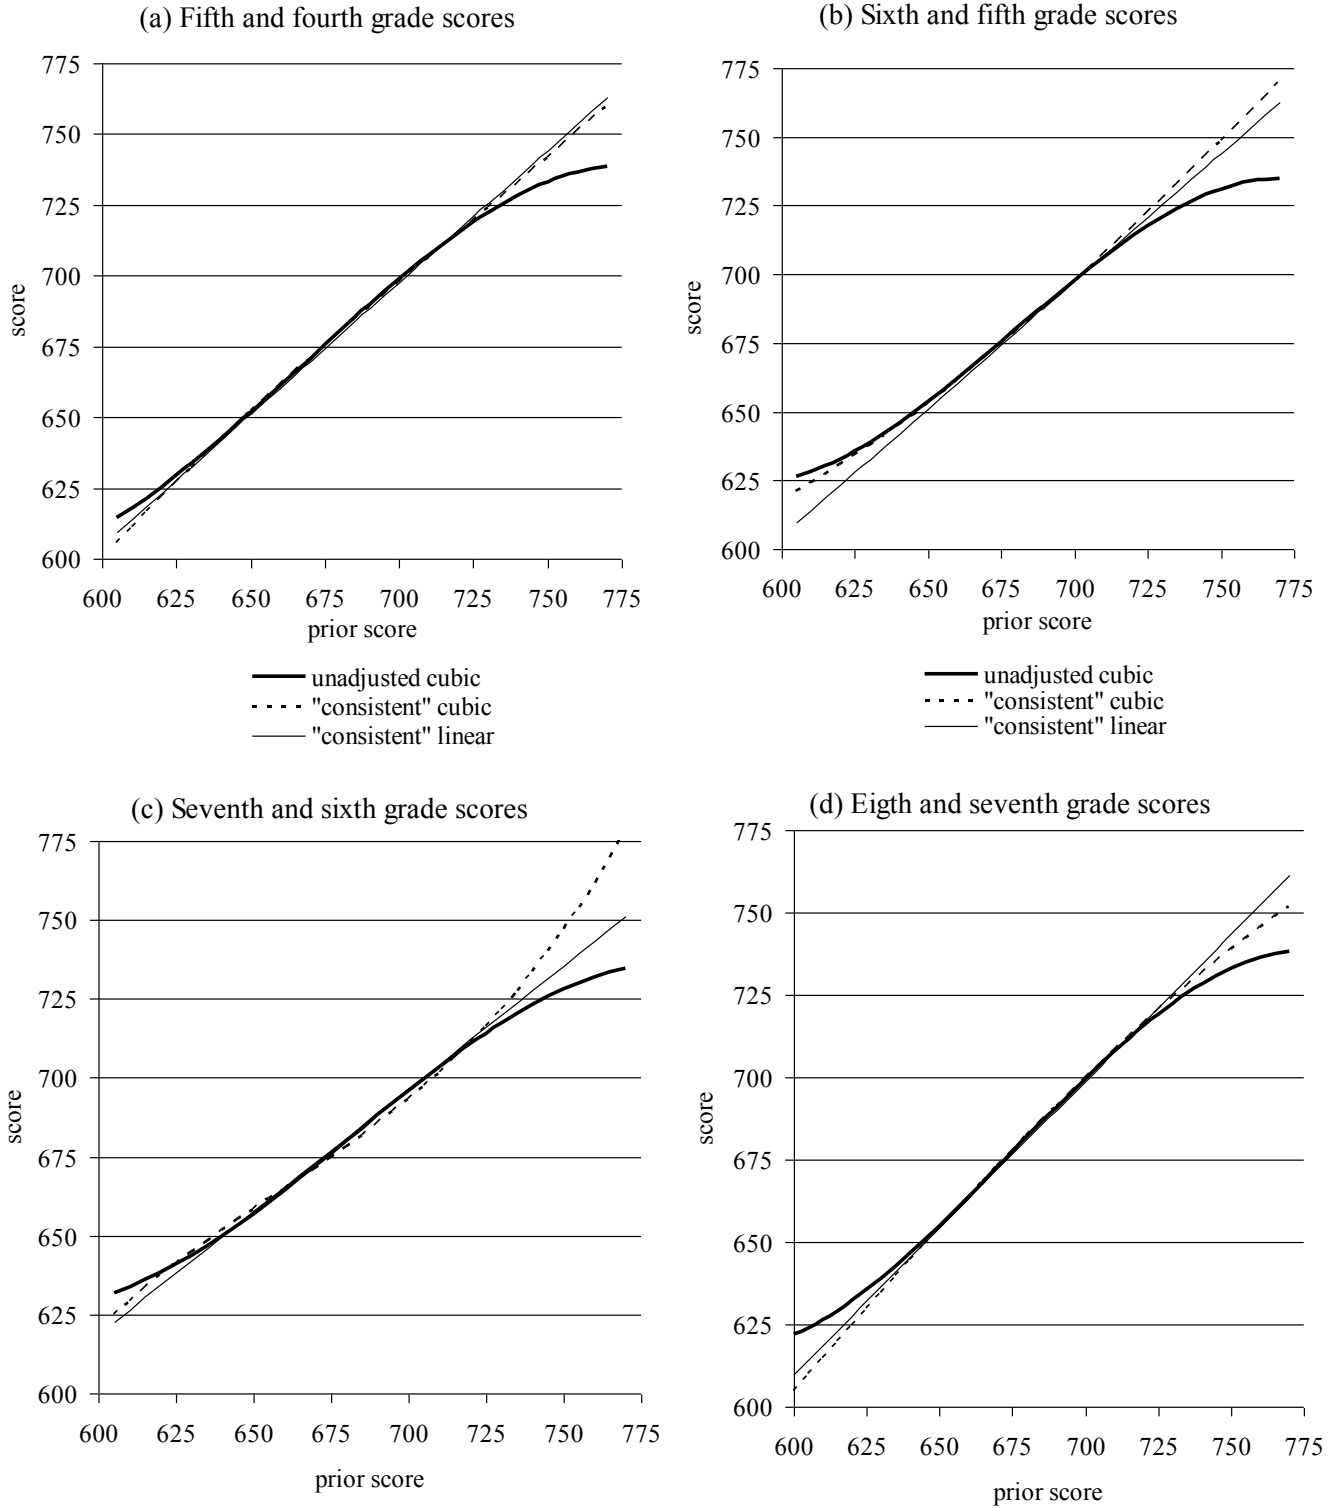 (a) Fifth and fourth grade scores
775
750
725
700
675
650
625
600
score
600 625 650 675 700 725 750 775
prior score
unadjusted cubic
"consistent" cubic
"consistent" linear
(b) Sixth and fifth grade scores
775
750
725
700
675
650
625
600
score
600 625 650 675 700 725 750 775
prior score
unadjusted cubic
"consistent" cubic
"consistent" linear
(c) Seventh and sixth grade scores
775
750
725
700
675
650
625
600
score
600 625 650 675 700 725 750 775
prior score
(d) Eigth and seventh grade scores
775
750
725
700
675
650
625
600
score
600 625 650 675 700 725 750 775
prior score